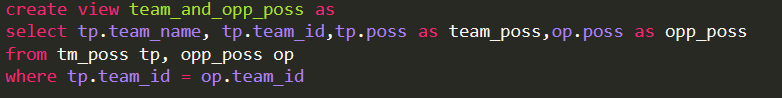 create view team_and_opp_poss as
select tp.team_name, tp.team_id,tp.poss as team_poss,op.poss as opp_poss
from tm_poss tp, opp_poss op
where tp.team_id = op.team_id